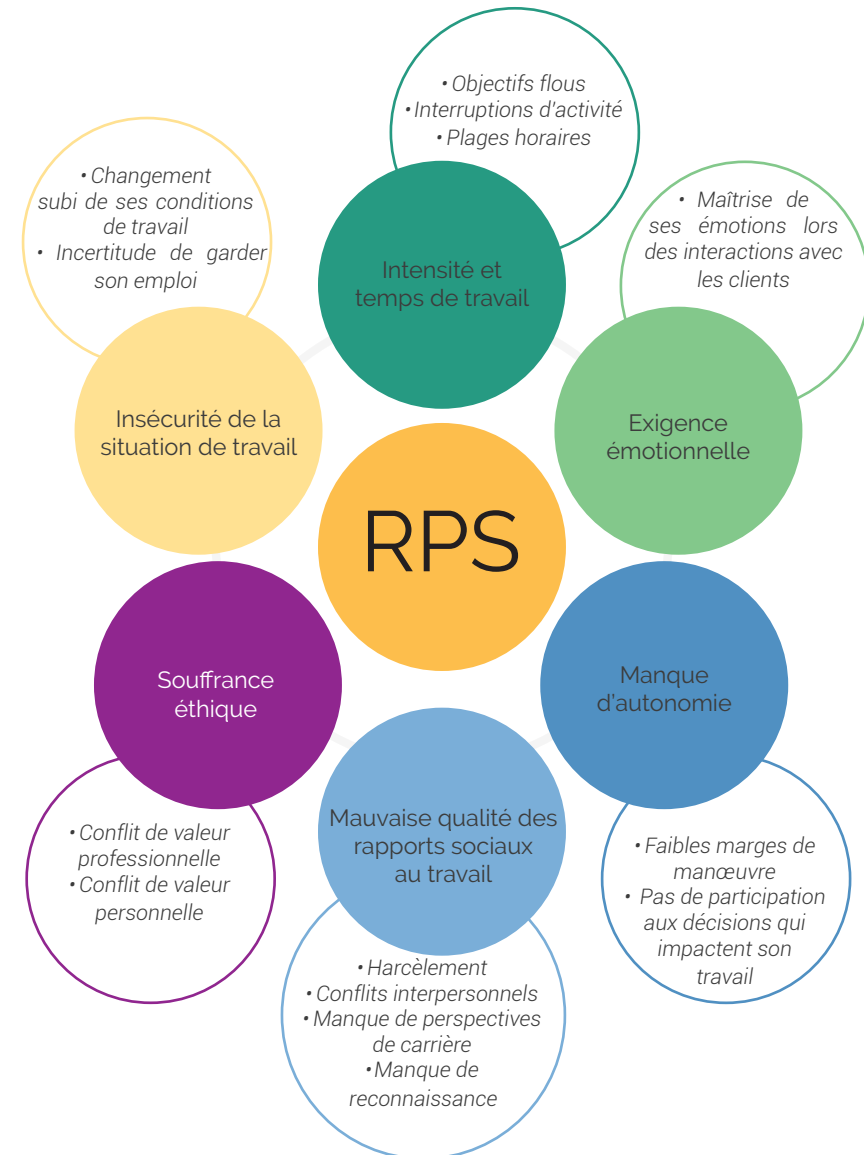 • Objectifs flous
• Interruptions d'activité
• Plages horaires
Intensité et
temps de travail
• Maîtrise de
ses émotions lors
des interactions avec
les clients
Exigence
émotionnelle
• Changement
subi de ses conditions
de travail
• Incertitude de garder
son emploi
Insécurité de la
situation de travail
RPS
Souffrance
éthique
• Conflit de valeur
professionnelle
• Conflit de valeur
personnelle
Manque
d'autonomie
• Faibles marges de
manœuvre
• Pas de participation
aux décisions qui
impactent son
travail
Mauvaise qualité des
rapports sociaux
au travail
• Harcèlement
• Conflits interpersonnels
• Manque de perspectives
de carrière
• Manque de
reconnaissance